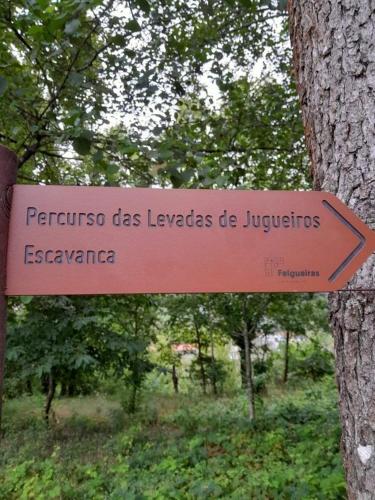 Percurso das Levadas de Jugueiros
Escavanca
Felgueiras